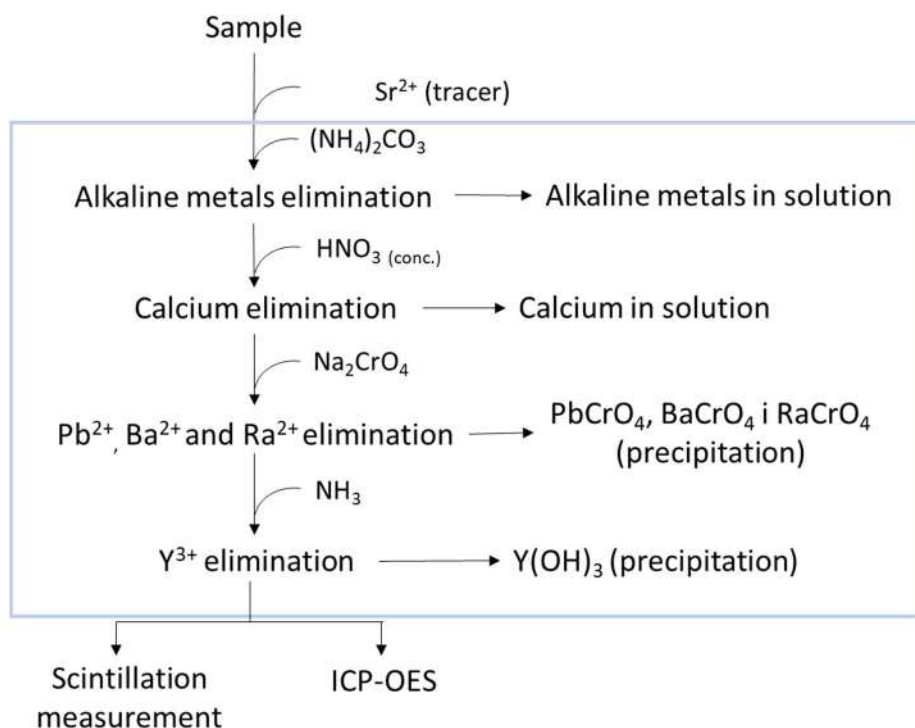 Sample
Sr²⁺ (tracer)
(NH₄)₂CO₃
Alkaline metals elimination
Alkaline metals in solution
HNO₃ (conc.)
Calcium elimination
Calcium in solution
Na₂CrO₄
Pb²⁺, Ba²⁺ and Ra²⁺ elimination
PbCrO₄, BaCrO₄ i RaCrO₄
(precipitation)
NH₃
Y³⁺ elimination
Y(OH)₃ (precipitation)
Scintillation
measurement
ICP-OES